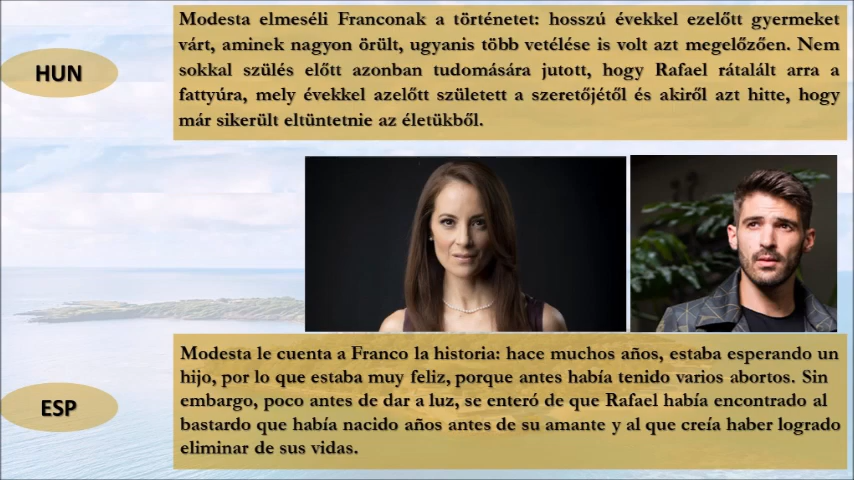 HUN
Modesta elmeséli Franconak a történetet: hosszú évekkel ezelőtt gyermeket
várt, aminek nagyon örült, ugyanis több vetélése is volt azt megelőzően. Nem
sokkal szülés előtt azonban tudomására jutott, hogy Rafael rátalált arra a
fattyúra, mely évekkel azelőtt született a szeretőjétől és akiről azt hitte, hogy
már sikerült eltüntetnie az életükből.
ESP
Modesta le cuenta a Franco la historia: hace muchos años, estaba esperando un
hijo, por lo que estaba muy feliz, porque antes había tenido varios abortos. Sin
embargo, poco antes de dar a luz, se enteró de que Rafael había encontrado al
bastardo que había nacido años antes de su amante y al que creía haber logrado
eliminar de sus vidas.